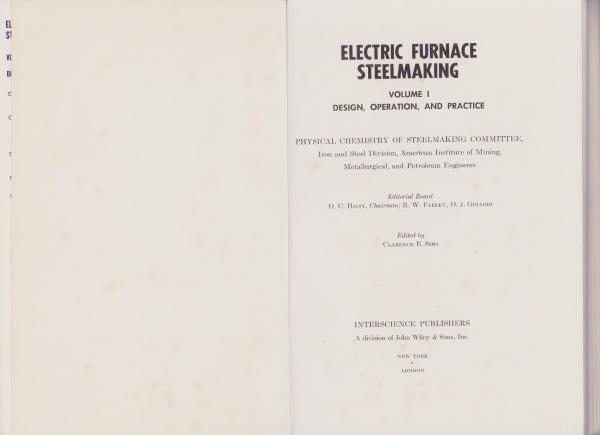 ELECTRIC FURNACE
STEELMAKING
VOLUME I
DESIGN, OPERATION, AND PRACTICE
PHYSICAL CHEMISTRY OF STEELMAKING COMMITTEE,
Iron and Steel Division, American Institute of Mining,
Metallurgical, and Petroleum Engineers
Editorial Board
D. C. Hilty, Chairman; R. W. Farley, D. J. Girardi
Edited by
Clarence E. Sims
INTERSCIENCE PUBLISHERS
A division of John Wiley & Sons, Inc.
NEW YORK
•
LONDON